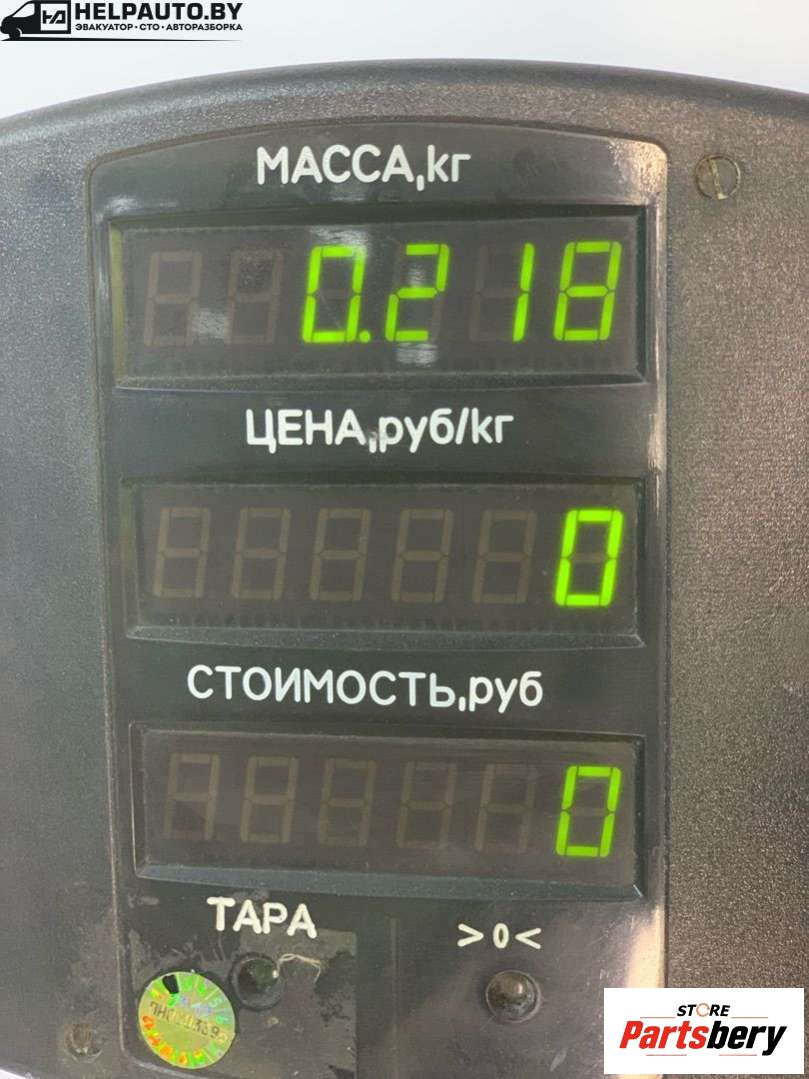 HELPAUTO.BY
ЭВАКУАТОР • СТО • АВТОРАЗБОРКА
МАССА,кг
0.218
ЦЕНА,руб/кг
0
СТОИМОСТЬ,руб
0
ТАРА
>0<
STORE
Partsbery